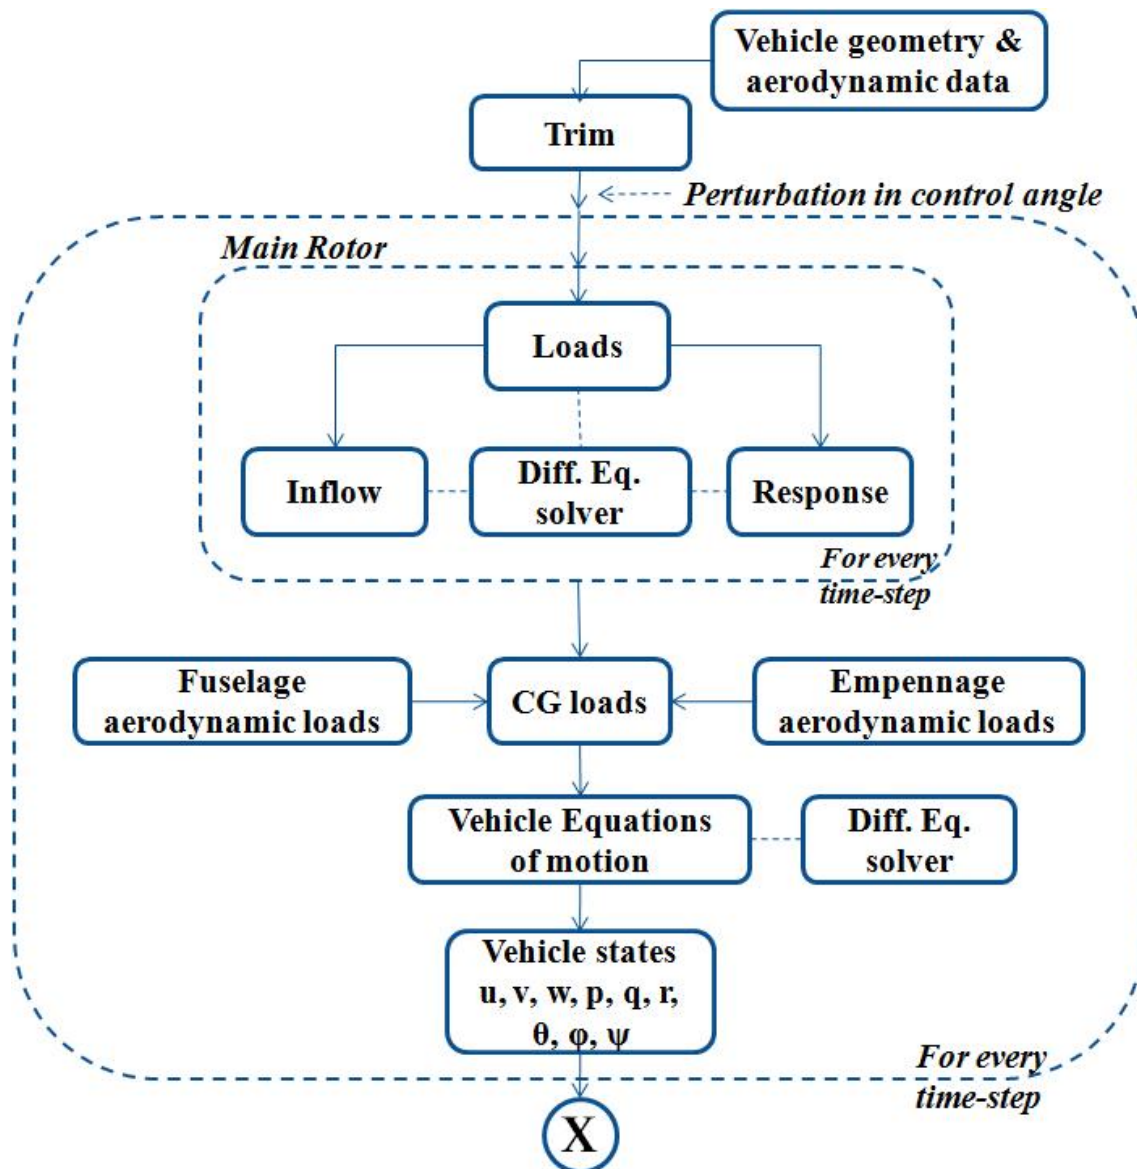 Vehicle geometry &
aerodynamic data
Trim
Perturbation in control angle
Main Rotor
Loads
Inflow
Diff. Eq.
solver
Response
For every
time-step
Fuselage
aerodynamic loads
CG loads
Empennage
aerodynamic loads
Vehicle Equations
of motion
Diff. Eq.
solver
Vehicle states
u, v, w, p, q, r,
θ, φ, ψ
For every
time-step
X